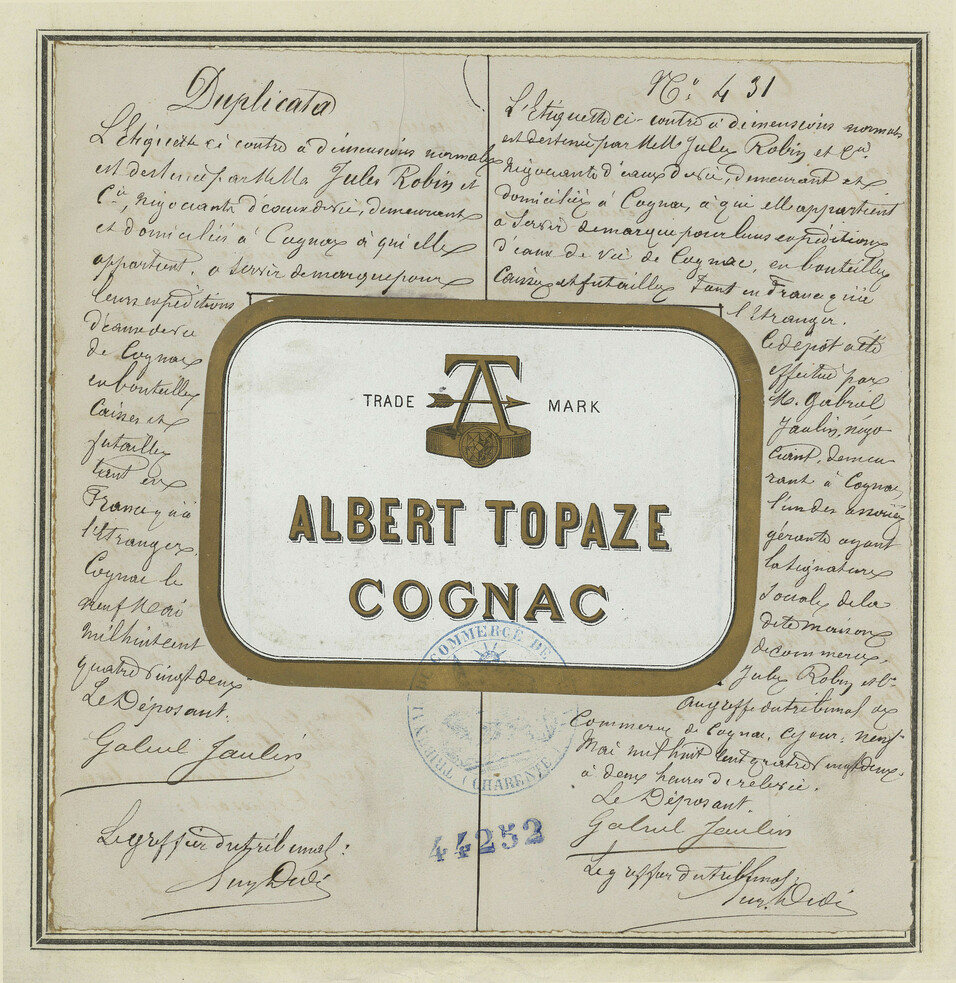 Duplicata
L'Etiquette ci contre à dimensions normales
est destinée par MM. Jules Robin et
Cie, négociants d'eaux de vie, demeurant
et domiciliés à Cognac à qui elle
appartient, à servir de marque pour
leurs expéditions
d'eaux de vie
de Cognac
en bouteilles
Caisses et
futailles
tant en
France qu'à
l'Etranger.
Cognac le
neuf Mai
mil huit cent
quatre vingt deux
Le Déposant.
Gabriel Jaulin
Le greffier du tribunal:
N° 431
L'Etiquette ci-contre à dimensions normales
est destinée par MM. Jules Robin et Cie.
négociants d'eaux de vie, demeurant et
domiciliés à Cognac, à qui elle appartient
à servir de marque pour leurs expéditions
d'eaux de vie de Cognac, en bouteilles
Caisses et futailles tant en France qu'à
l'Etranger.
Le dépôt a été
effectué par
M. Gabriel
Jaulin, négo
ciant, demeu
rant à Cognac,
l'un des associés
gérants ayant
la signature
sociale de la
dite maison
de commerce,
Jules Robin et Cie
au greffe du tribunal de
Commerce de Cognac, ce jour: neuf
Mai mil huit cent quatre vingt deux.
à deux heures de relevée.
Le Déposant.
Gabriel Jaulin
Le greffier du tribunal;
TRADE MARK
ALBERT TOPAZE
COGNAC
TRIBUNAL DE COMMERCE DE
(CHARENTE)
44252